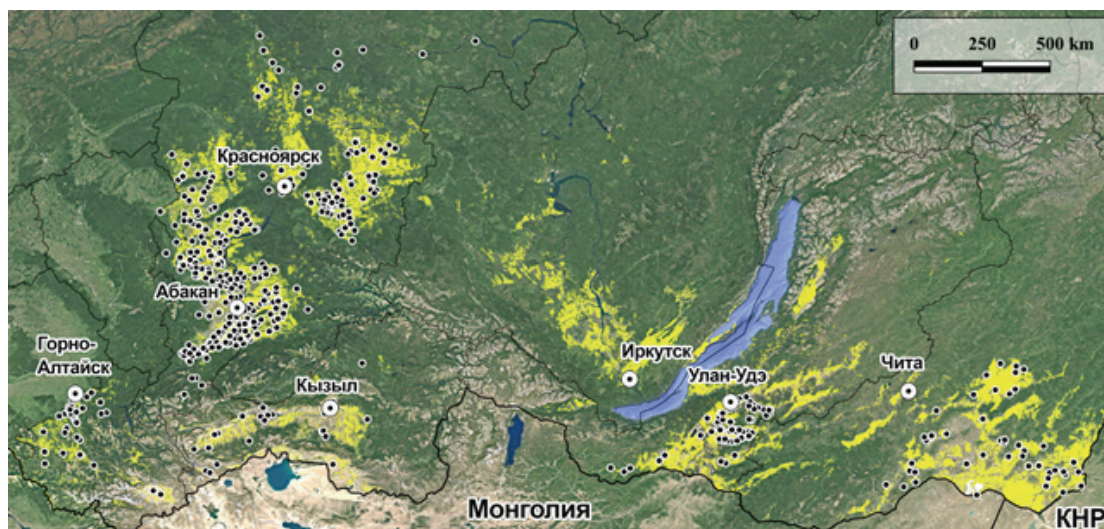 0 250 500 km
Красноярск
Абакан
Горно-
Алтайск
Кызыл
Иркутск
Улан-Удэ
Чита
Монголия
КНР